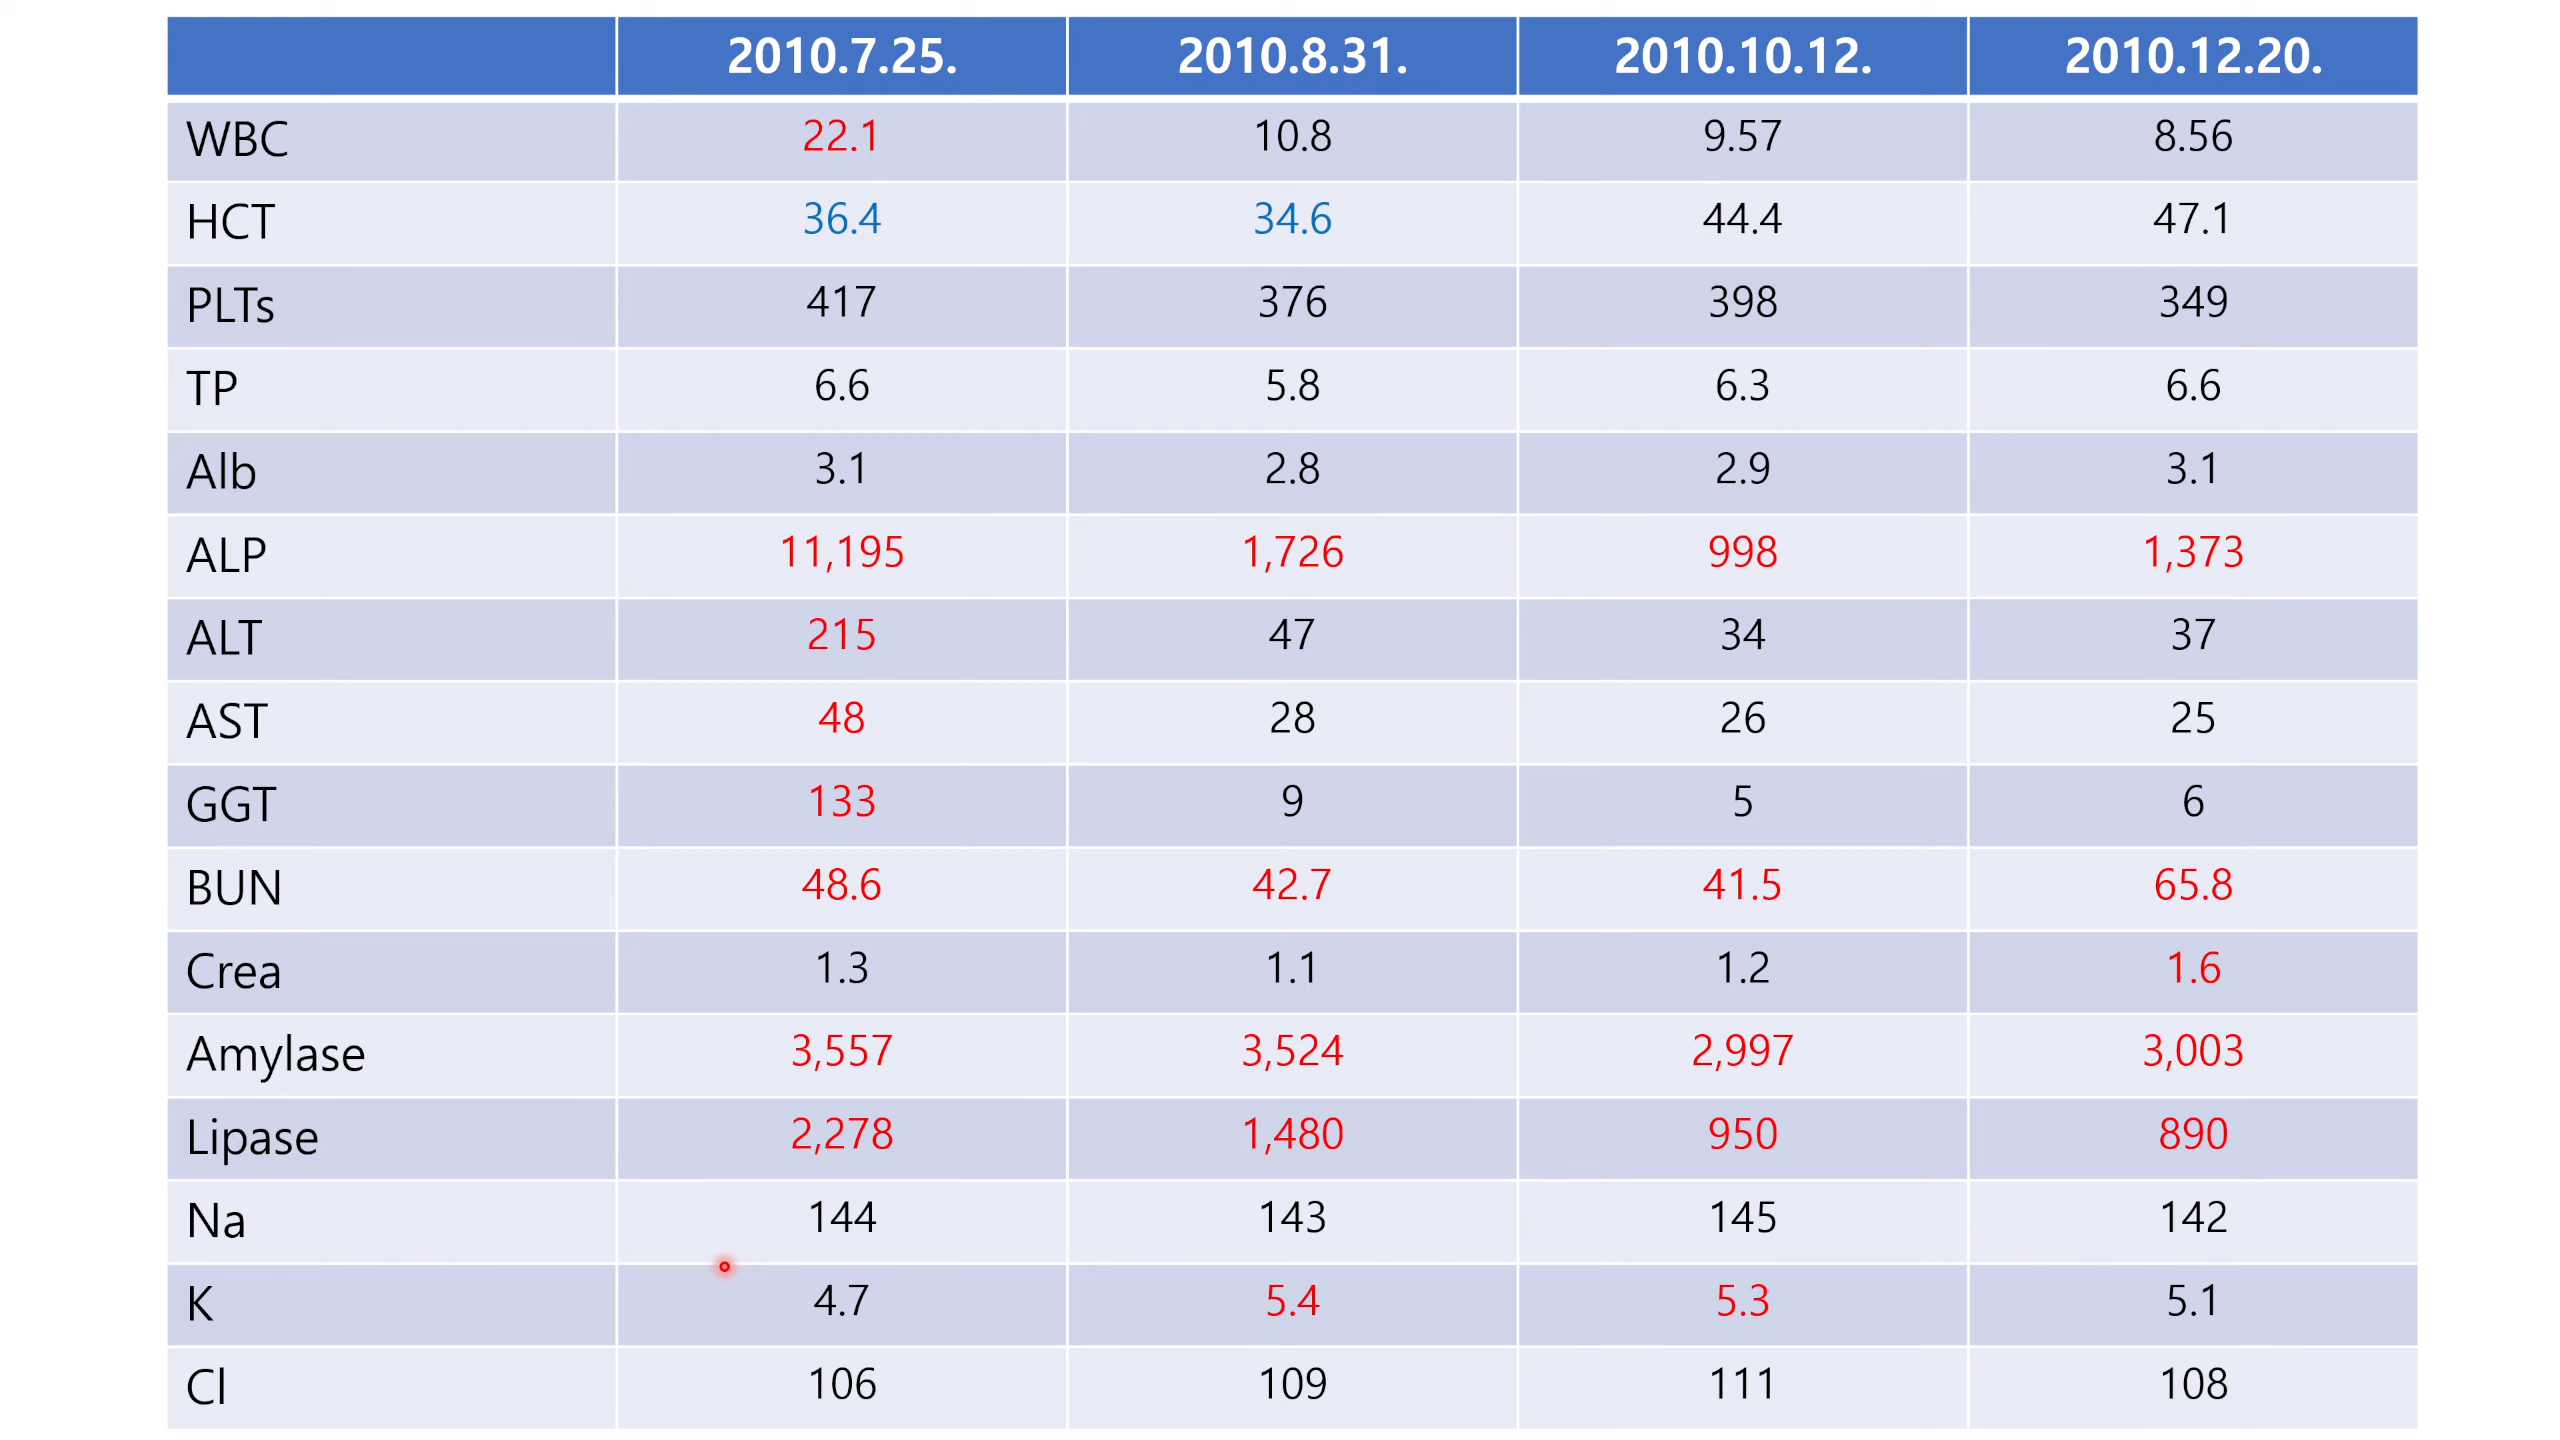 2010.7.25. 2010.8.31. 2010.10.12. 2010.12.20.
WBC 22.1 10.8 9.57 8.56
HCT 36.4 34.6 44.4 47.1
PLTs 417 376 398 349
TP 6.6 5.8 6.3 6.6
Alb 3.1 2.8 2.9 3.1
ALP 11,195 1,726 998 1,373
ALT 215 47 34 37
AST 48 28 26 25
GGT 133 9 5 6
BUN 48.6 42.7 41.5 65.8
Crea 1.3 1.1 1.2 1.6
Amylase 3,557 3,524 2,997 3,003
Lipase 2,278 1,480 950 890
Na 144 143 145 142
K 4.7 5.4 5.3 5.1
Cl 106 109 111 108